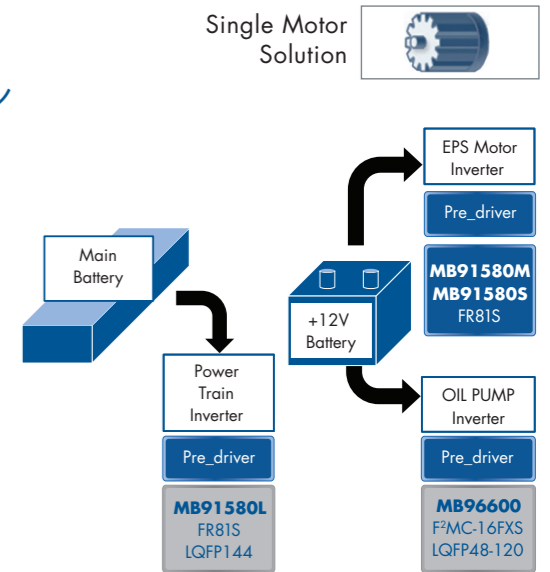 Single Motor
Solution
EPS Motor
Inverter
Pre_driver
MB91580M
MB91580S
FR81S
Main
Battery
+12V
Battery
Power
Train
Inverter
Pre_driver
MB91580L
FR81S
LQFP144
OIL PUMP
Inverter
Pre_driver
MB96600
F²MC-16FXS
LQFP48-120